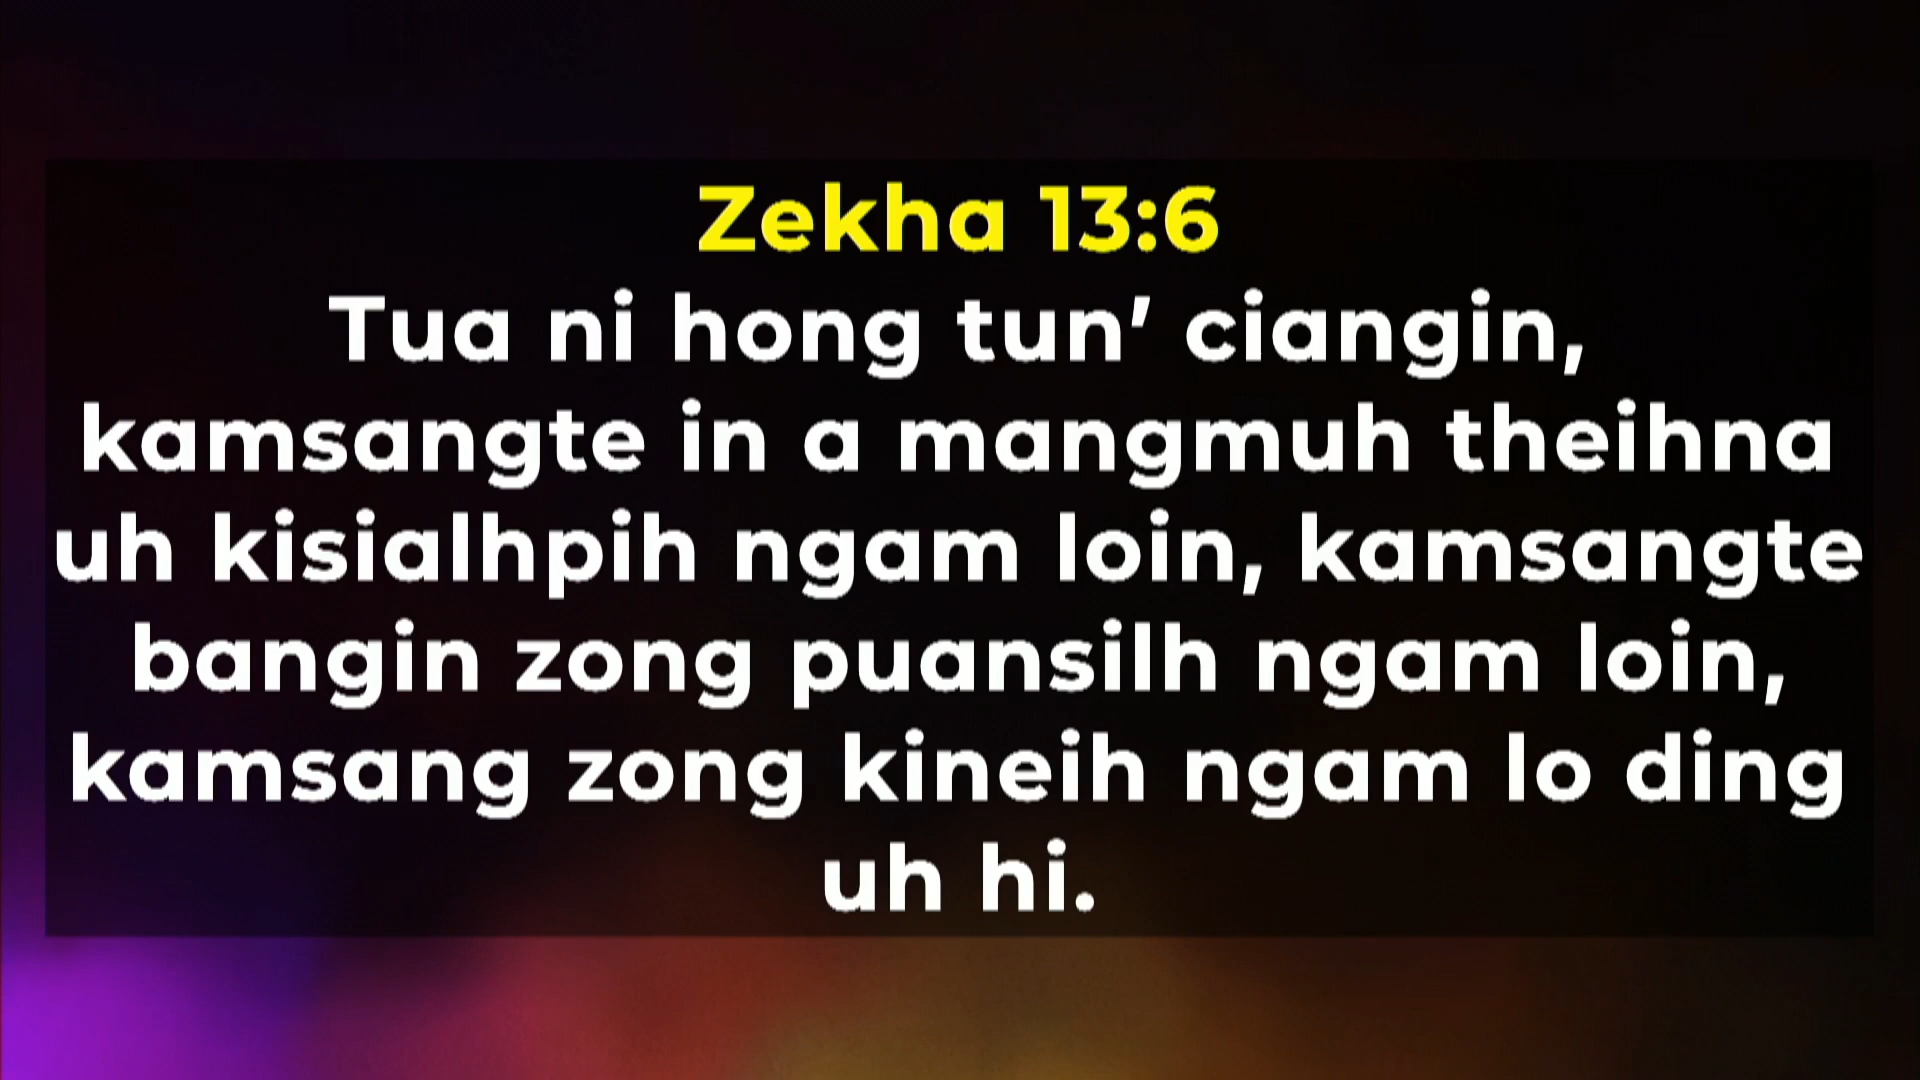 Zekha 13:6
Tua ni hong tun’ ciangin,
kamsangte in a mangmuh theihna
uh kisialhpih ngam loin, kamsangte
bangin zong puansilh ngam loin,
kamsang zong kineih ngam lo ding
uh hi.